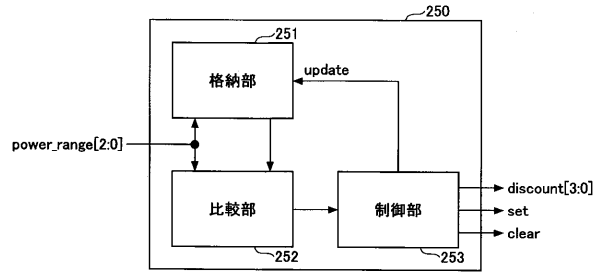 250
251
格納部
update
power_range[2:0]
比較部
252
制御部
253
discount[3:0]
set
clear